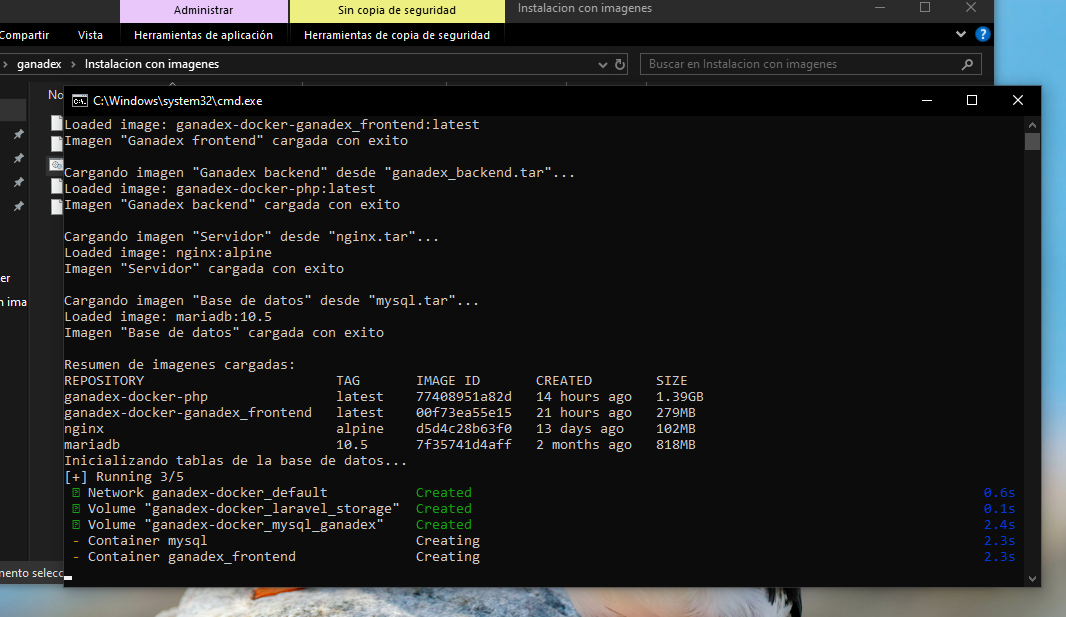 Administrar
Sin copia de seguridad
Instalacion con imagenes
Compartir
Vista
Herramientas de aplicación
Herramientas de copia de seguridad
?
ganadex > Instalacion con imagenes
Buscar en Instalacion con imagenes
No
C:\Windows\system32\cmd.exe
Loaded image: ganadex-docker-ganadex_frontend:latest
Imagen "Ganadex frontend" cargada con exito
Cargando imagen "Ganadex backend" desde "ganadex_backend.tar"...
Loaded image: ganadex-docker-php:latest
Imagen "Ganadex backend" cargada con exito
Cargando imagen "Servidor" desde "nginx.tar"...
Loaded image: nginx:alpine
Imagen "Servidor" cargada con exito
Cargando imagen "Base de datos" desde "mysql.tar"...
Loaded image: mariadb:10.5
Imagen "Base de datos" cargada con exito
Resumen de imagenes cargadas:
REPOSITORY TAG IMAGE ID CREATED SIZE
ganadex-docker-php latest 77408951a82d 14 hours ago 1.39GB
ganadex-docker-ganadex_frontend latest 00f73ea55e15 21 hours ago 279MB
nginx alpine d5d4c28b63f0 13 days ago 102MB
mariadb 10.5 7f35741d4aff 2 months ago 818MB
Inicializando tablas de la base de datos...
[+] Running 3/5
Network ganadex-docker_default Created 0.6s
Volume "ganadex-docker_laravel_storage" Created 0.1s
Volume "ganadex-docker_mysql_ganadex" Created 2.4s
- Container mysql Creating 2.3s
- Container ganadex_frontend Creating 2.3s
er
n ima
mento selecc